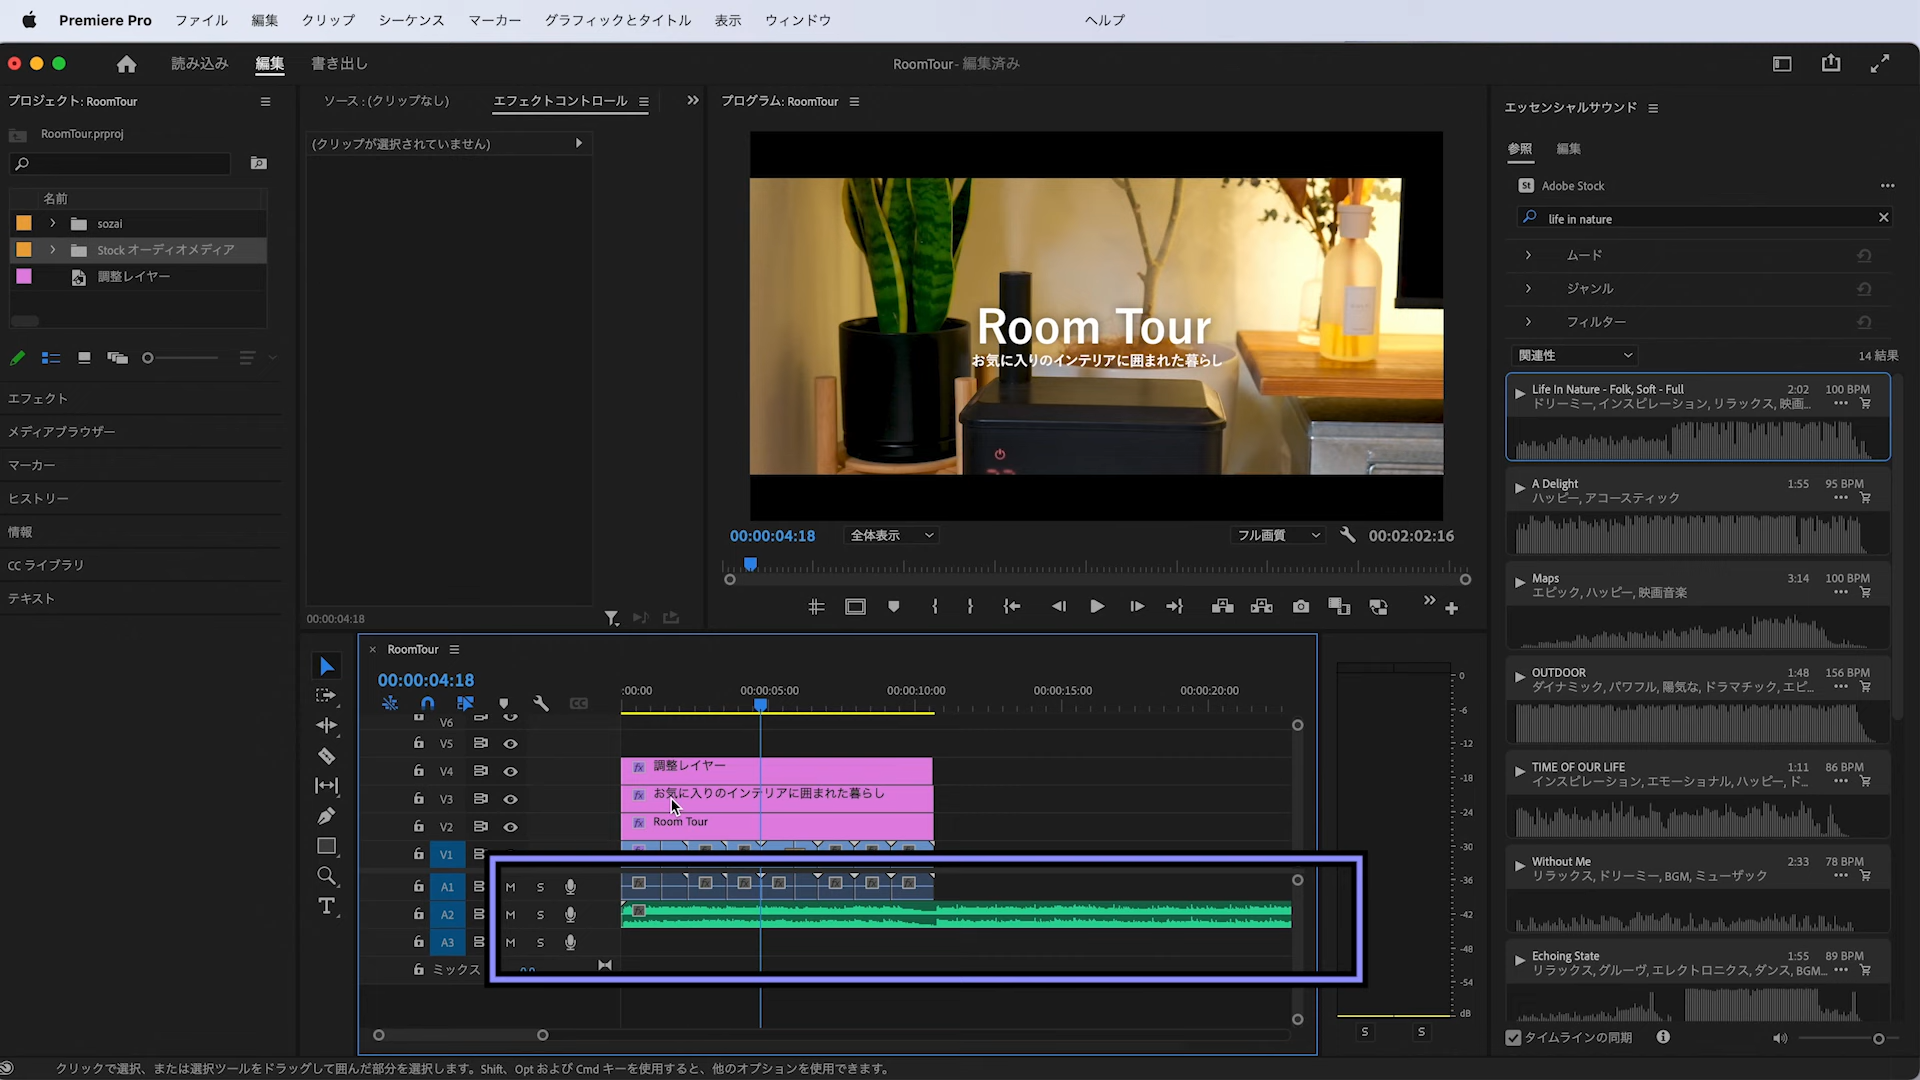 Premiere Pro ファイル 編集 クリップ シーケンス マーカー グラフィックとタイトル 表示 ウィンドウ ヘルプ
読み込み 編集 書き出し RoomTour- 編集済み
プロジェクト: RoomTour
RoomTour.prproj
名前
sozai
Stock オーディオメディア
調整レイヤー
エフェクト
メディアブラウザー
マーカー
ヒストリー
情報
CC ライブラリ
テキスト
ソース : (クリップなし) エフェクトコントロール
(クリップが選択されていません)
00:00:04:18
プログラム: RoomTour
Room Tour
お気に入りのインテリアに囲まれた暮らし
00:00:04:18 全体表示 フル画質 00:02:02:16
RoomTour
00:00:04:18
:00:00 00:00:05:00 00:00:10:00 00:00:15:00 00:00:20:00
V6
V5
V4 調整レイヤー
V3 お気に入りのインテリアに囲まれた暮らし
V2 Room Tour
V1
A1 M S
A2 M S
A3 M S
ミックス
0
-6
-12
-18
-24
-30
-36
-42
-48
-54
dB
S S
エッセンシャルサウンド
参照 編集
St Adobe Stock
life in nature
ムード
ジャンル
フィルター
関連性 14 結果
Life In Nature - Folk, Soft - Full 2:02 100 BPM
ドリーミー, インスピレーション, リラックス, 映画...
A Delight 1:55 95 BPM
ハッピー, アコースティック
Maps 3:14 100 BPM
エピック, ハッピー, 映画音楽
OUTDOOR 1:48 156 BPM
ダイナミック, パワフル, 陽気な, ドラマチック, エピ...
TIME OF OUR LIFE 1:11 86 BPM
インスピレーション, エモーショナル, ハッピー, ド...
Without Me 2:33 78 BPM
リラックス, ドリーミー, BGM, ミューザック
Echoing State 1:55 89 BPM
リラックス, グルーヴ, エレクトロニクス, ダンス, BGM...
タイムラインの同期
クリックで選択、または選択ツールをドラッグして囲んだ部分を選択します。Shift、Opt および Cmd キーを使用すると、他のオプションを使用できます。